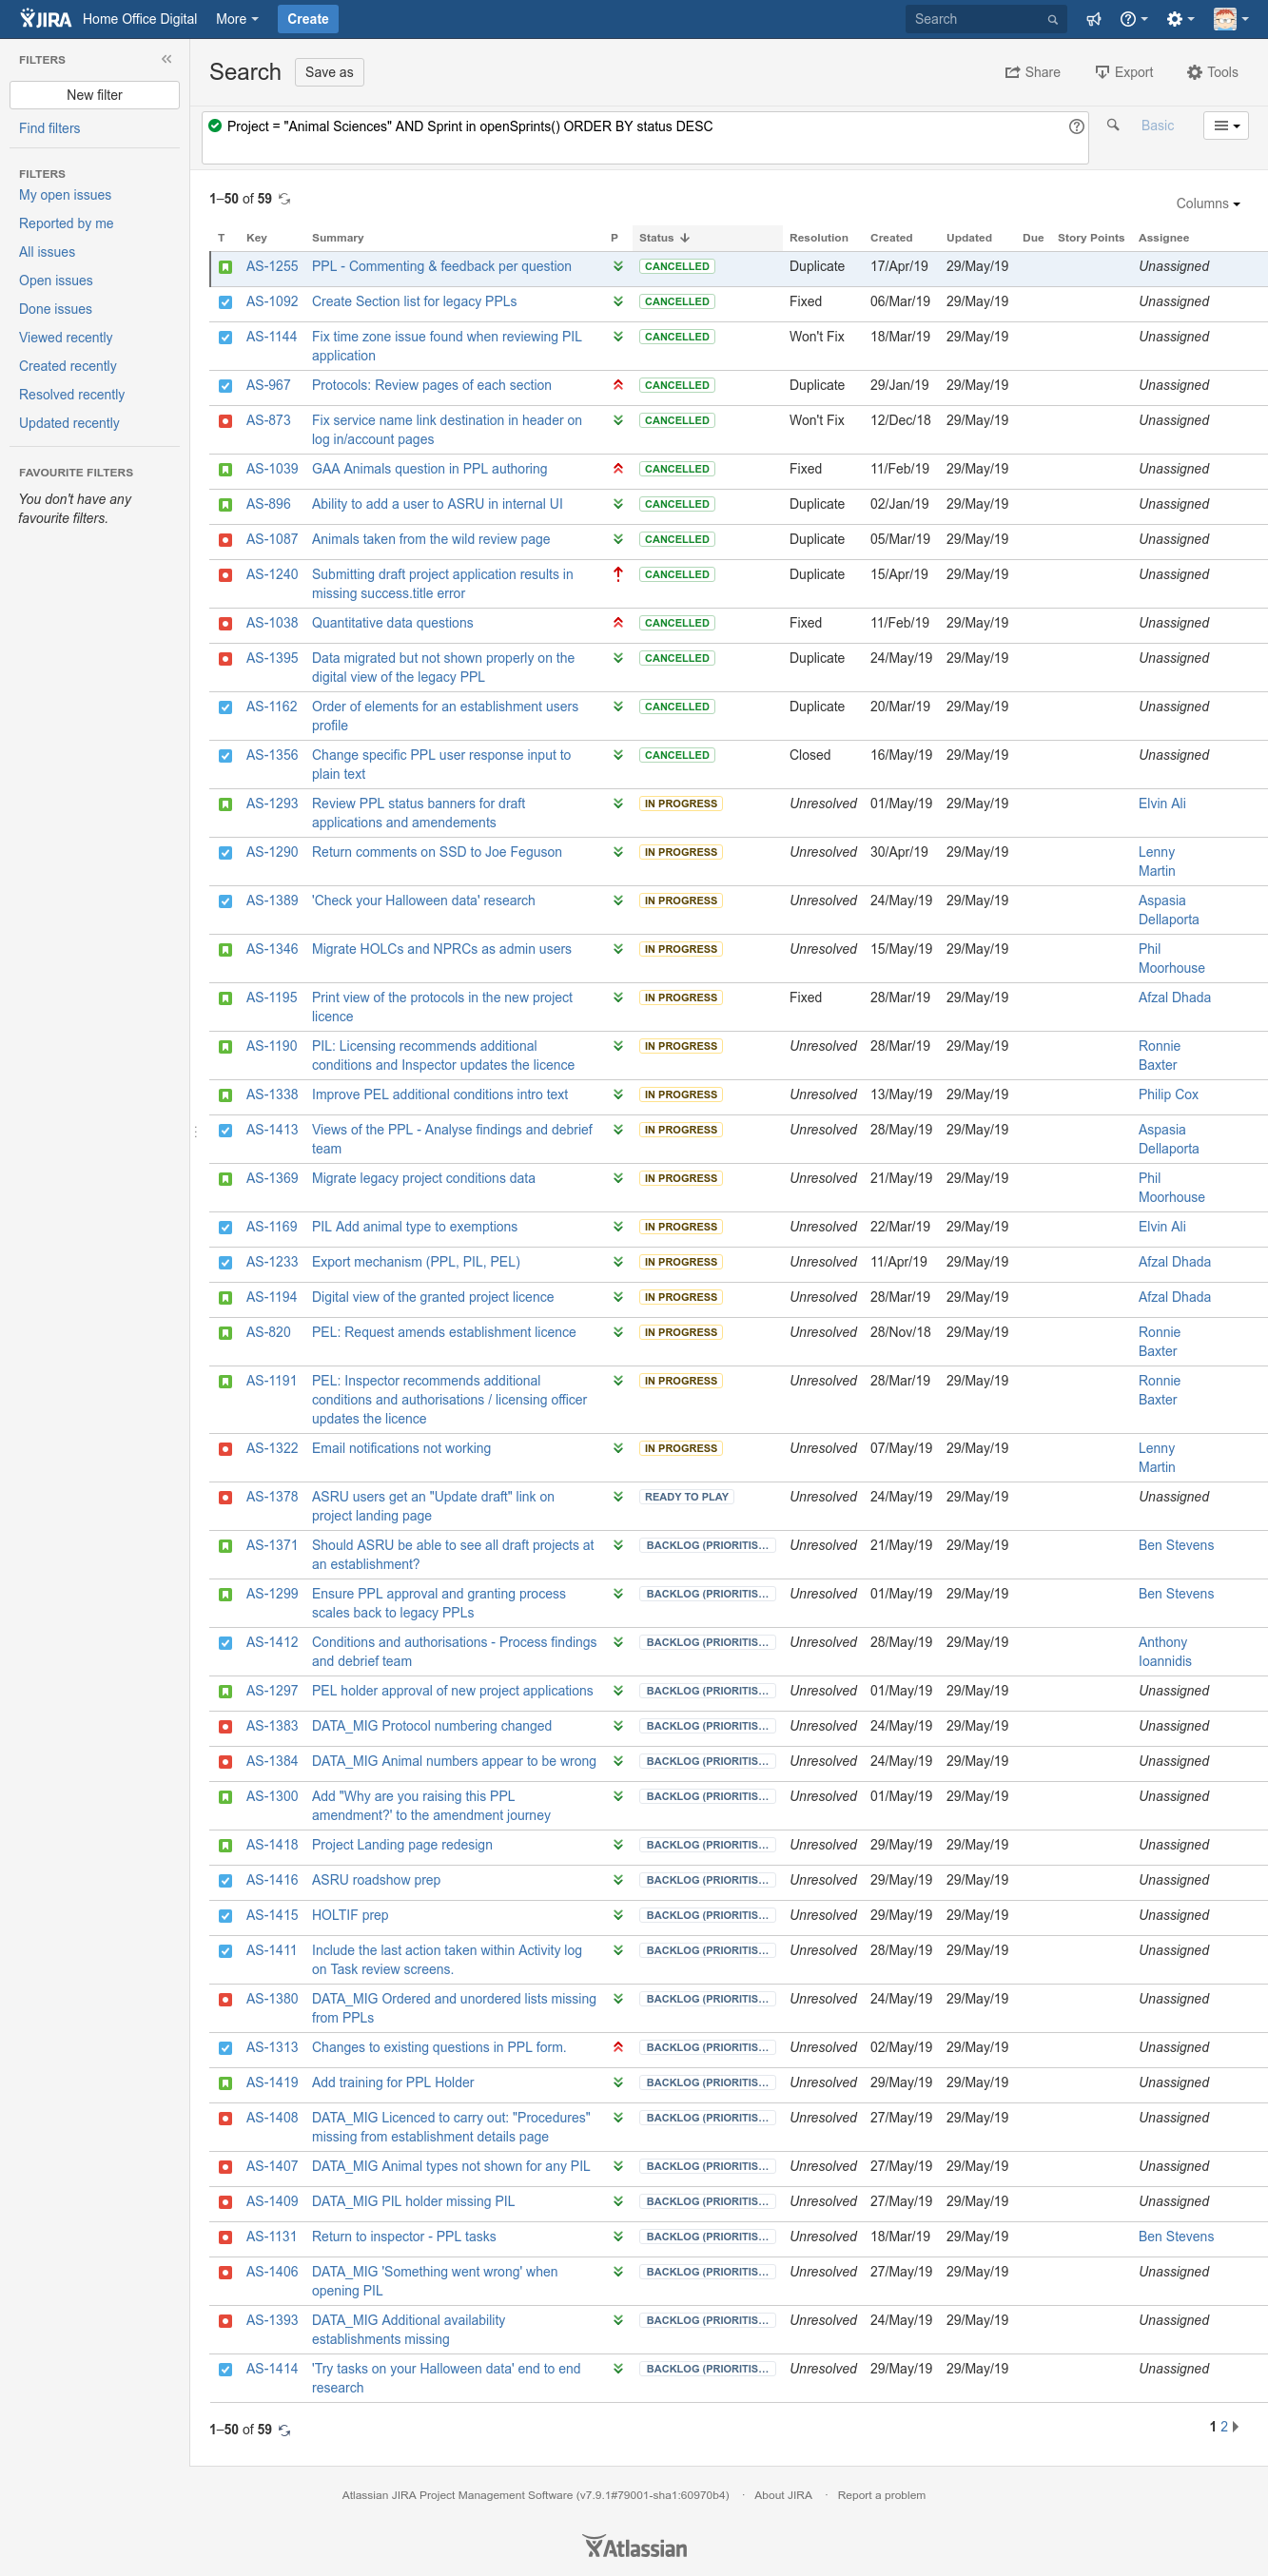 JIRA Home Office Digital More Create Search
FILTERS
New filter
Find filters
FILTERS
My open issues
Reported by me
All issues
Open issues
Done issues
Viewed recently
Created recently
Resolved recently
Updated recently
FAVOURITE FILTERS
You don't have any
favourite filters.
Search Save as Share Export Tools
Project = "Animal Sciences" AND Sprint in openSprints() ORDER BY status DESC Basic
1–50 of 59
Columns
T Key Summary P Status Resolution Created Updated Due Story Points Assignee
AS-1255 PPL - Commenting & feedback per question CANCELLED Duplicate 17/Apr/19 29/May/19 Unassigned
AS-1092 Create Section list for legacy PPLs CANCELLED Fixed 06/Mar/19 29/May/19 Unassigned
AS-1144 Fix time zone issue found when reviewing PIL CANCELLED Won't Fix 18/Mar/19 29/May/19 Unassigned
application
AS-967 Protocols: Review pages of each section CANCELLED Duplicate 29/Jan/19 29/May/19 Unassigned
AS-873 Fix service name link destination in header on CANCELLED Won't Fix 12/Dec/18 29/May/19 Unassigned
log in/account pages
AS-1039 GAA Animals question in PPL authoring CANCELLED Fixed 11/Feb/19 29/May/19 Unassigned
AS-896 Ability to add a user to ASRU in internal UI CANCELLED Duplicate 02/Jan/19 29/May/19 Unassigned
AS-1087 Animals taken from the wild review page CANCELLED Duplicate 05/Mar/19 29/May/19 Unassigned
AS-1240 Submitting draft project application results in CANCELLED Duplicate 15/Apr/19 29/May/19 Unassigned
missing success.title error
AS-1038 Quantitative data questions CANCELLED Fixed 11/Feb/19 29/May/19 Unassigned
AS-1395 Data migrated but not shown properly on the CANCELLED Duplicate 24/May/19 29/May/19 Unassigned
digital view of the legacy PPL
AS-1162 Order of elements for an establishment users CANCELLED Duplicate 20/Mar/19 29/May/19 Unassigned
profile
AS-1356 Change specific PPL user response input to CANCELLED Closed 16/May/19 29/May/19 Unassigned
plain text
AS-1293 Review PPL status banners for draft IN PROGRESS Unresolved 01/May/19 29/May/19 Elvin Ali
applications and amendements
AS-1290 Return comments on SSD to Joe Feguson IN PROGRESS Unresolved 30/Apr/19 29/May/19 Lenny
Martin
AS-1389 'Check your Halloween data' research IN PROGRESS Unresolved 24/May/19 29/May/19 Aspasia
Dellaporta
AS-1346 Migrate HOLCs and NPRCs as admin users IN PROGRESS Unresolved 15/May/19 29/May/19 Phil
Moorhouse
AS-1195 Print view of the protocols in the new project IN PROGRESS Fixed 28/Mar/19 29/May/19 Afzal Dhada
licence
AS-1190 PIL: Licensing recommends additional IN PROGRESS Unresolved 28/Mar/19 29/May/19 Ronnie
conditions and Inspector updates the licence Baxter
AS-1338 Improve PEL additional conditions intro text IN PROGRESS Unresolved 13/May/19 29/May/19 Philip Cox
AS-1413 Views of the PPL - Analyse findings and debrief IN PROGRESS Unresolved 28/May/19 29/May/19 Aspasia
team Dellaporta
AS-1369 Migrate legacy project conditions data IN PROGRESS Unresolved 21/May/19 29/May/19 Phil
Moorhouse
AS-1169 PIL Add animal type to exemptions IN PROGRESS Unresolved 22/Mar/19 29/May/19 Elvin Ali
AS-1233 Export mechanism (PPL, PIL, PEL) IN PROGRESS Unresolved 11/Apr/19 29/May/19 Afzal Dhada
AS-1194 Digital view of the granted project licence IN PROGRESS Unresolved 28/Mar/19 29/May/19 Afzal Dhada
AS-820 PEL: Request amends establishment licence IN PROGRESS Unresolved 28/Nov/18 29/May/19 Ronnie
Baxter
AS-1191 PEL: Inspector recommends additional IN PROGRESS Unresolved 28/Mar/19 29/May/19 Ronnie
conditions and authorisations / licensing officer Baxter
updates the licence
AS-1322 Email notifications not working IN PROGRESS Unresolved 07/May/19 29/May/19 Lenny
Martin
AS-1378 ASRU users get an "Update draft" link on READY TO PLAY Unresolved 24/May/19 29/May/19 Unassigned
project landing page
AS-1371 Should ASRU be able to see all draft projects at BACKLOG (PRIORITIS... Unresolved 21/May/19 29/May/19 Ben Stevens
an establishment?
AS-1299 Ensure PPL approval and granting process BACKLOG (PRIORITIS... Unresolved 01/May/19 29/May/19 Ben Stevens
scales back to legacy PPLs
AS-1412 Conditions and authorisations - Process findings BACKLOG (PRIORITIS... Unresolved 28/May/19 29/May/19 Anthony
and debrief team Ioannidis
AS-1297 PEL holder approval of new project applications BACKLOG (PRIORITIS... Unresolved 01/May/19 29/May/19 Unassigned
AS-1383 DATA_MIG Protocol numbering changed BACKLOG (PRIORITIS... Unresolved 24/May/19 29/May/19 Unassigned
AS-1384 DATA_MIG Animal numbers appear to be wrong BACKLOG (PRIORITIS... Unresolved 24/May/19 29/May/19 Unassigned
AS-1300 Add "Why are you raising this PPL BACKLOG (PRIORITIS... Unresolved 01/May/19 29/May/19 Unassigned
amendment?' to the amendment journey
AS-1418 Project Landing page redesign BACKLOG (PRIORITIS... Unresolved 29/May/19 29/May/19 Unassigned
AS-1416 ASRU roadshow prep BACKLOG (PRIORITIS... Unresolved 29/May/19 29/May/19 Unassigned
AS-1415 HOLTIF prep BACKLOG (PRIORITIS... Unresolved 29/May/19 29/May/19 Unassigned
AS-1411 Include the last action taken within Activity log BACKLOG (PRIORITIS... Unresolved 28/May/19 29/May/19 Unassigned
on Task review screens.
AS-1380 DATA_MIG Ordered and unordered lists missing BACKLOG (PRIORITIS... Unresolved 24/May/19 29/May/19 Unassigned
from PPLs
AS-1313 Changes to existing questions in PPL form. BACKLOG (PRIORITIS... Unresolved 02/May/19 29/May/19 Unassigned
AS-1419 Add training for PPL Holder BACKLOG (PRIORITIS... Unresolved 29/May/19 29/May/19 Unassigned
AS-1408 DATA_MIG Licenced to carry out: "Procedures" BACKLOG (PRIORITIS... Unresolved 27/May/19 29/May/19 Unassigned
missing from establishment details page
AS-1407 DATA_MIG Animal types not shown for any PIL BACKLOG (PRIORITIS... Unresolved 27/May/19 29/May/19 Unassigned
AS-1409 DATA_MIG PIL holder missing PIL BACKLOG (PRIORITIS... Unresolved 27/May/19 29/May/19 Unassigned
AS-1131 Return to inspector - PPL tasks BACKLOG (PRIORITIS... Unresolved 18/Mar/19 29/May/19 Ben Stevens
AS-1406 DATA_MIG 'Something went wrong' when BACKLOG (PRIORITIS... Unresolved 27/May/19 29/May/19 Unassigned
opening PIL
AS-1393 DATA_MIG Additional availability BACKLOG (PRIORITIS... Unresolved 24/May/19 29/May/19 Unassigned
establishments missing
AS-1414 'Try tasks on your Halloween data' end to end BACKLOG (PRIORITIS... Unresolved 29/May/19 29/May/19 Unassigned
research
1–50 of 59 1 2
Atlassian JIRA Project Management Software (v7.9.1#79001-sha1:60970b4) · About JIRA · Report a problem
Atlassian